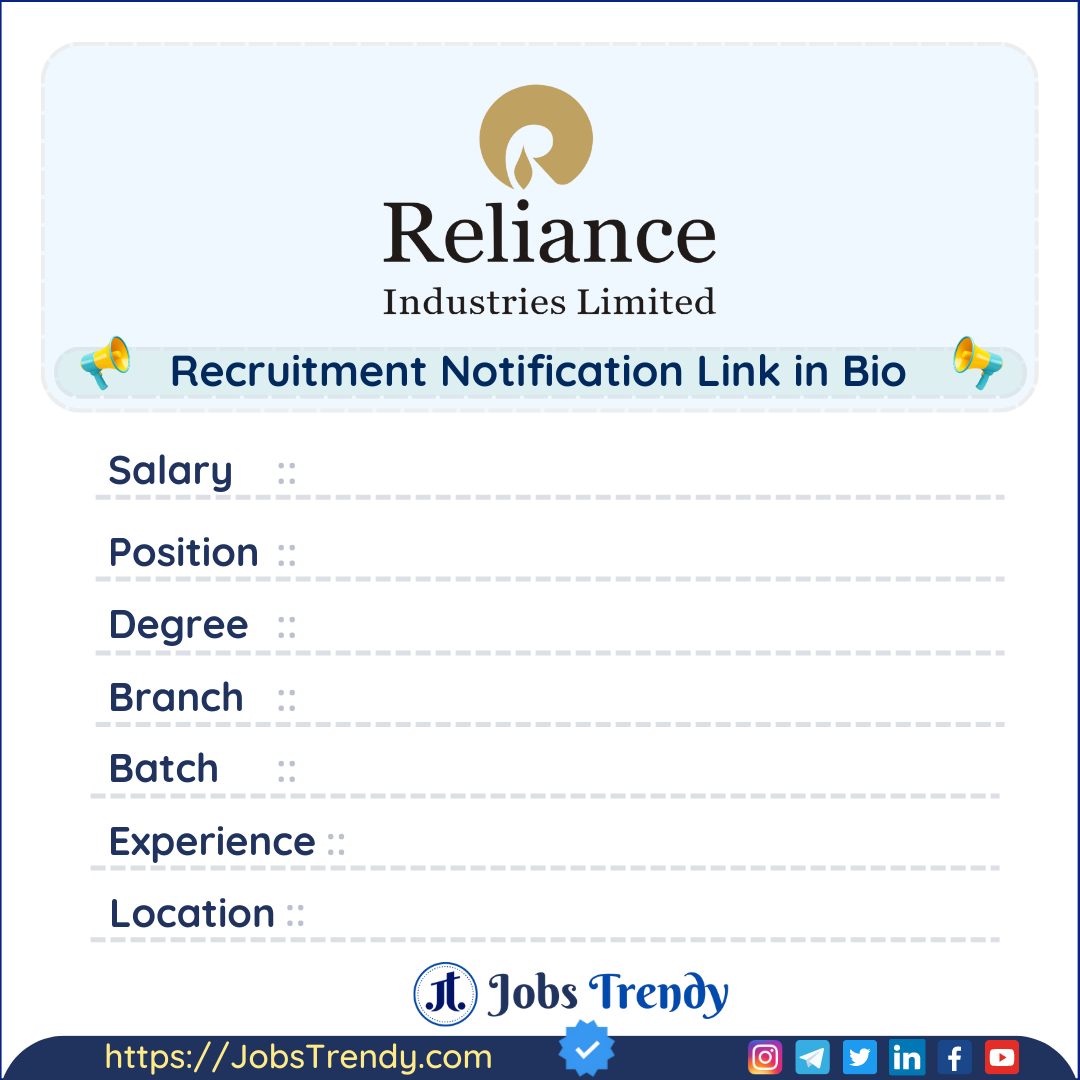 Reliance
Industries Limited
Recruitment Notification Link in Bio
Salary ::
Position ::
Degree ::
Branch ::
Batch ::
Experience ::
Location ::
Jobs Trendy
https://JobsTrendy.com